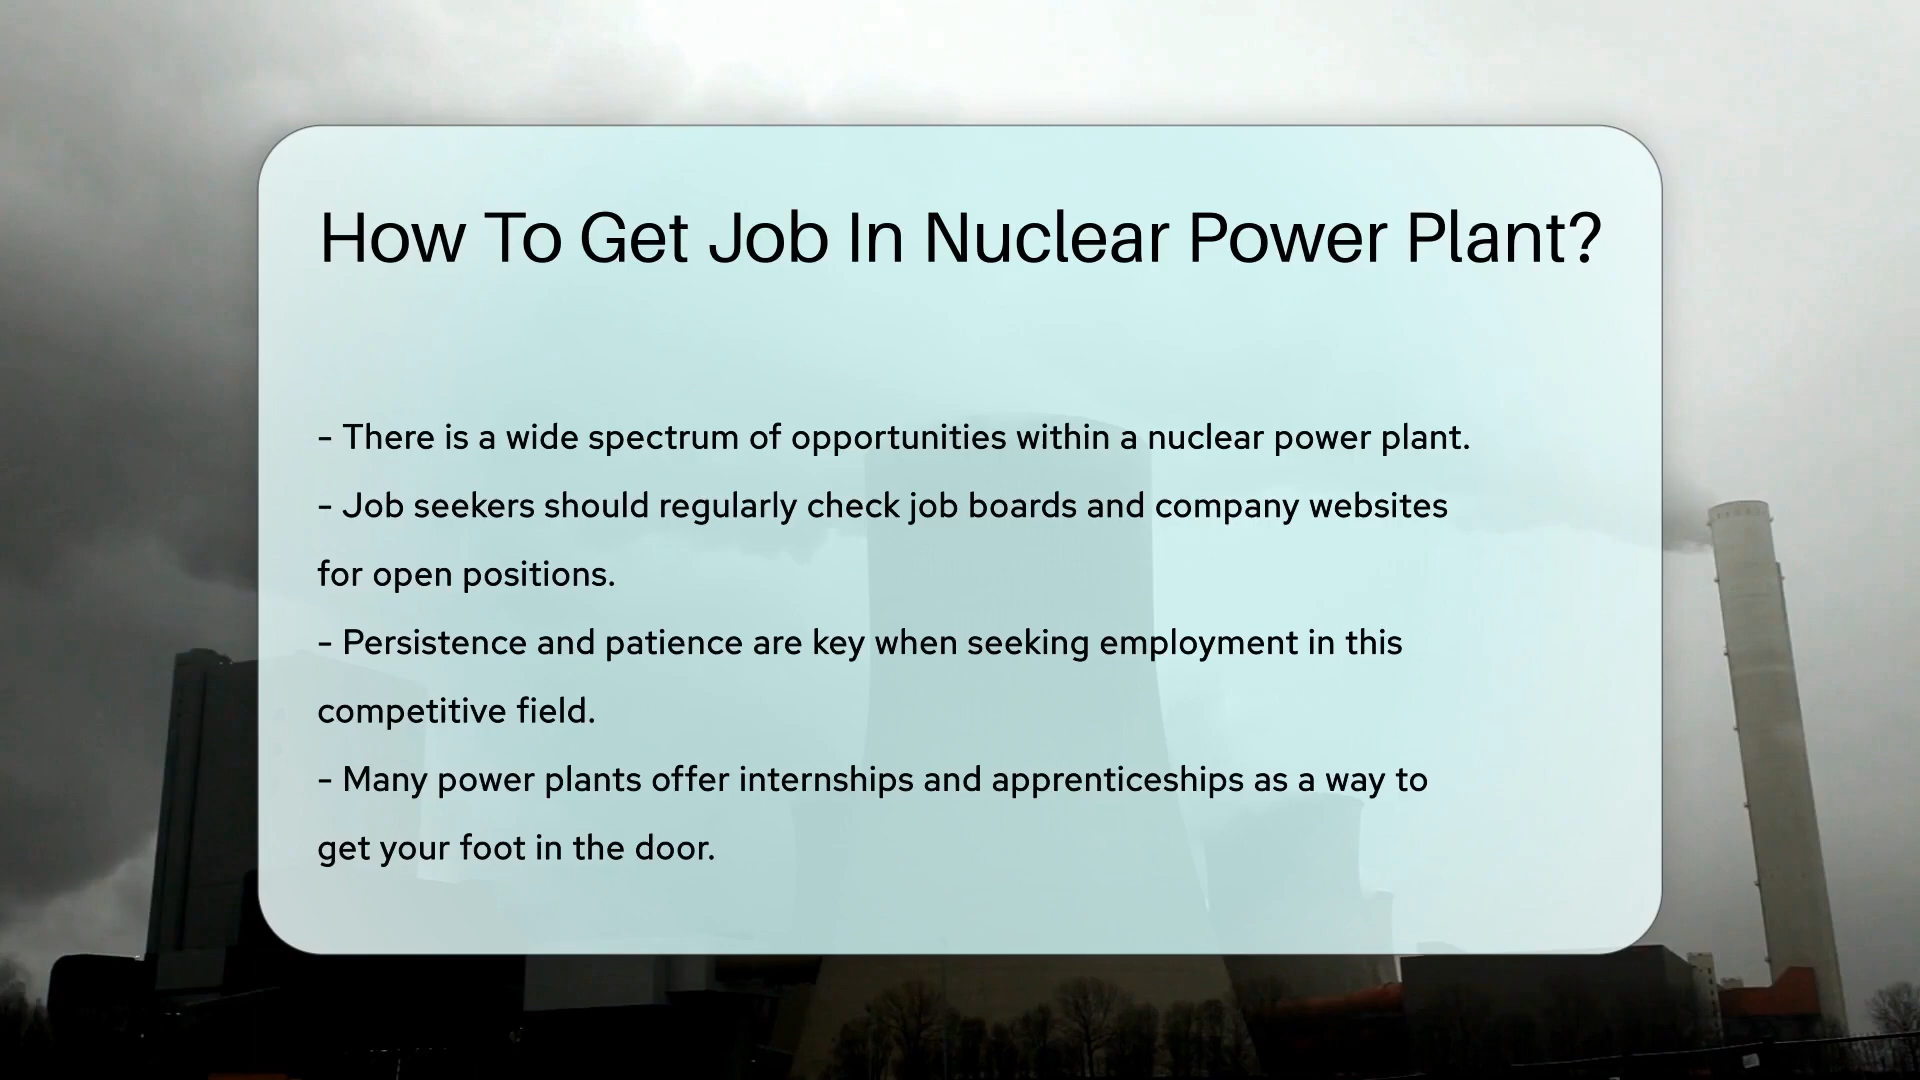 How To Get Job In Nuclear Power Plant?
- There is a wide spectrum of opportunities within a nuclear power plant.
- Job seekers should regularly check job boards and company websites
for open positions.
- Persistence and patience are key when seeking employment in this
competitive field.
- Many power plants offer internships and apprenticeships as a way to
get your foot in the door.